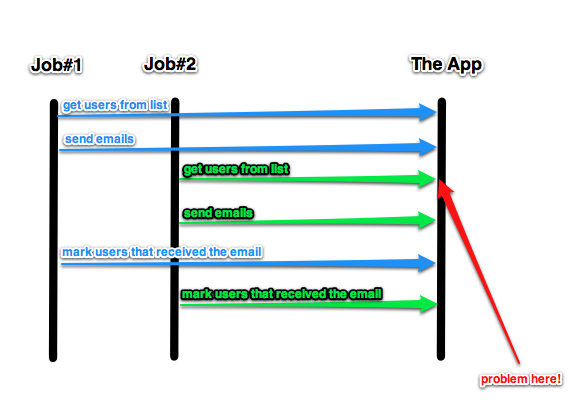 Job#1
Job#2
The App
get users from list
send emails
get users from list
send emails
mark users that received the email
mark users that received the email
problem here!